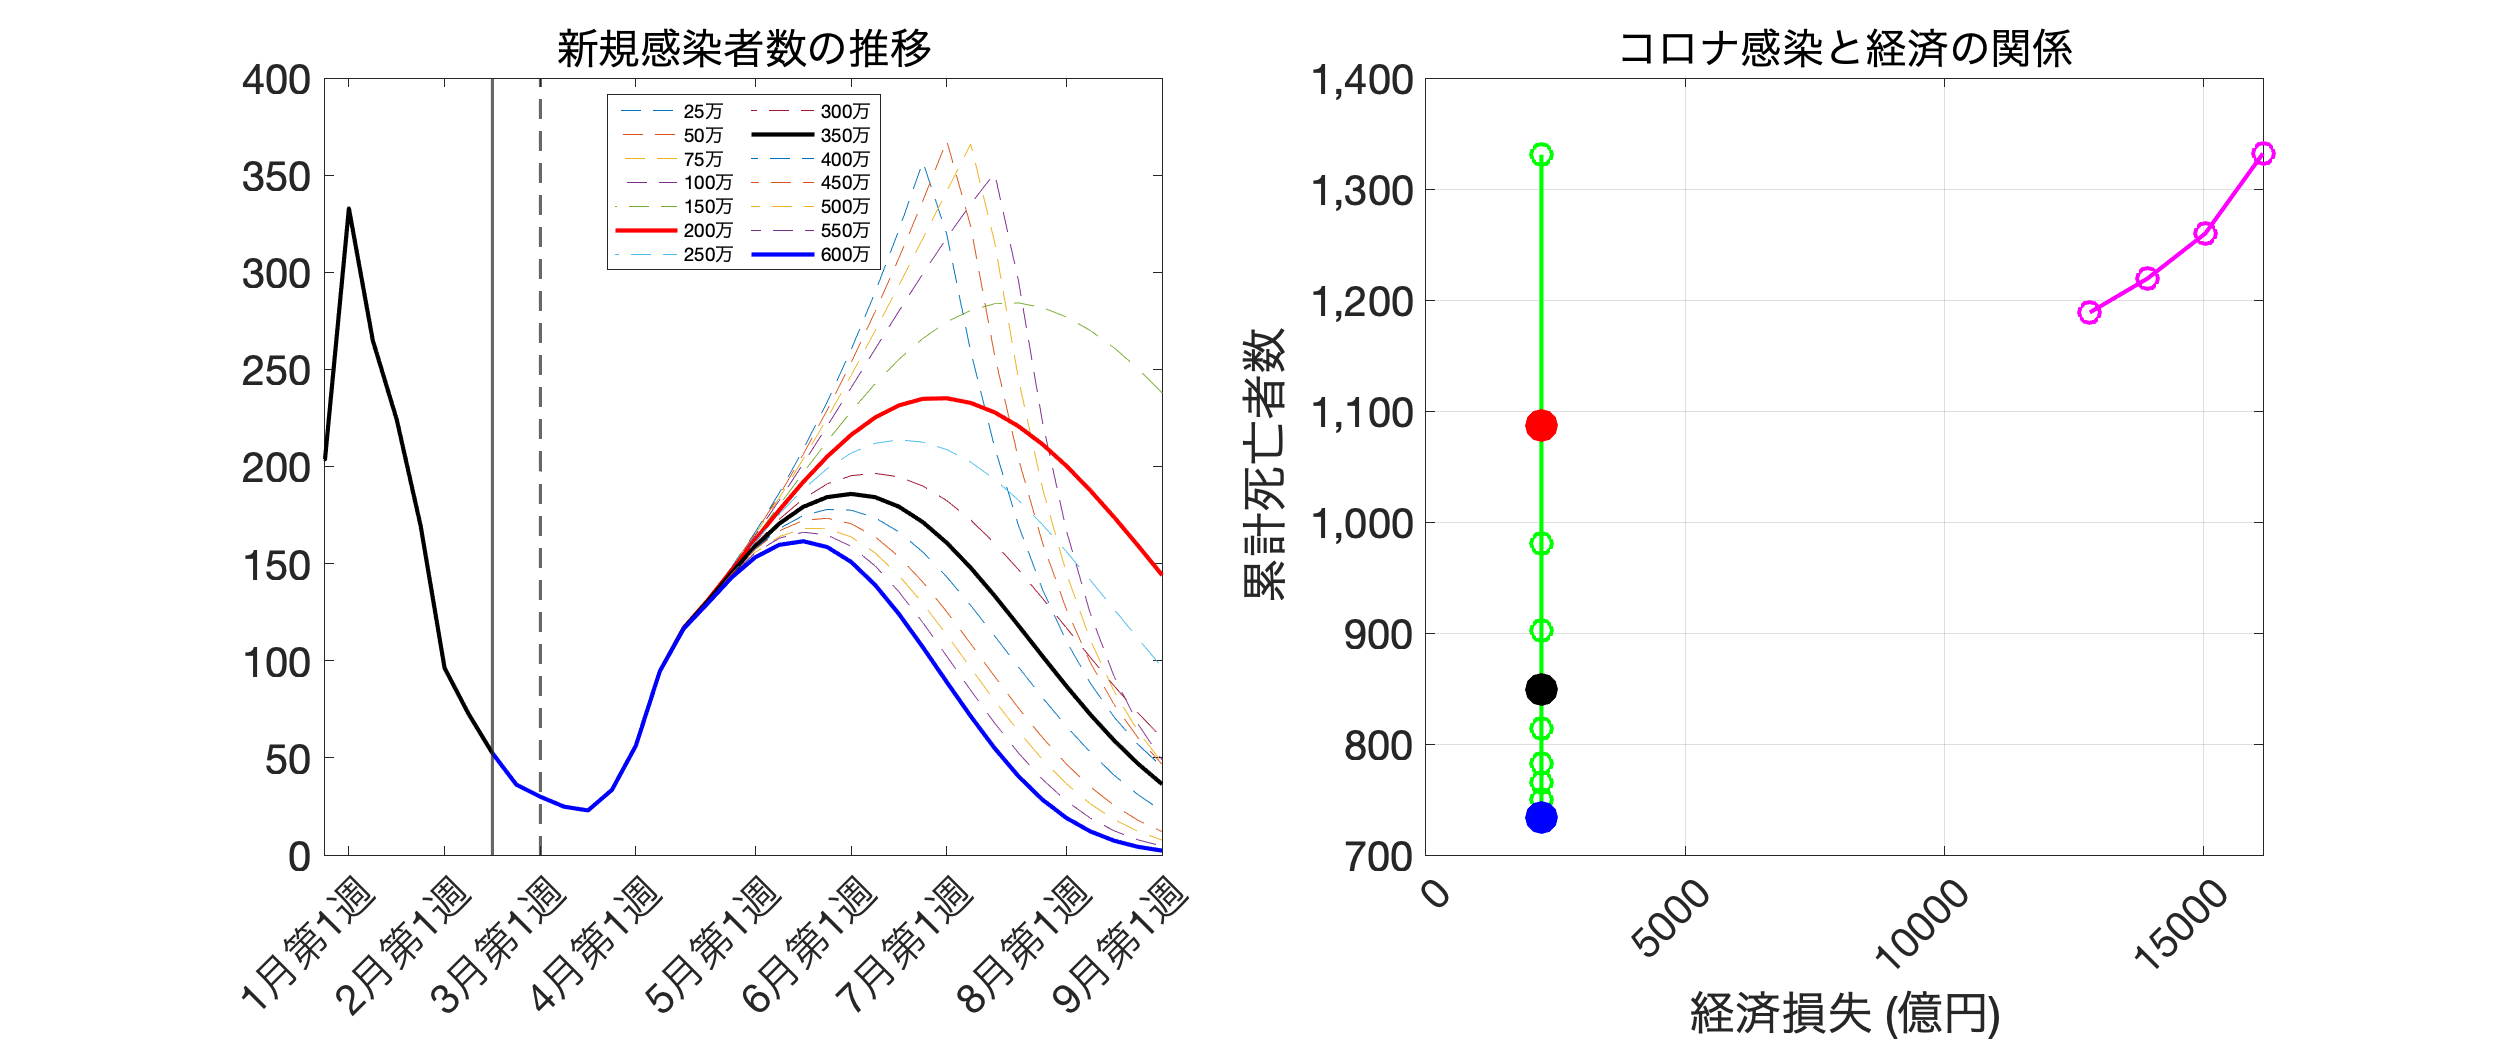 新規感染者数の推移
400
350
300
250
200
150
100
50
0
25万
50万
75万
100万
150万
200万
250万
300万
350万
400万
450万
500万
550万
600万
1月第1週
2月第1週
3月第1週
4月第1週
5月第1週
6月第1週
7月第1週
8月第1週
9月第1週
コロナ感染と経済の関係
累計死亡者数
1,400
1,300
1,200
1,100
1,000
900
800
700
0
5000
10000
15000
経済損失 (億円)